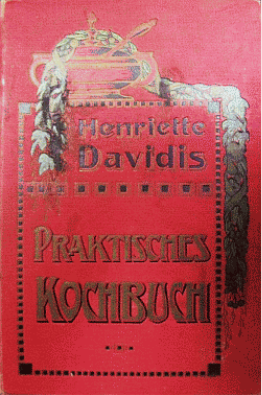 Henriette
Davidis
PRAKTISCHES
KOCHBUCH